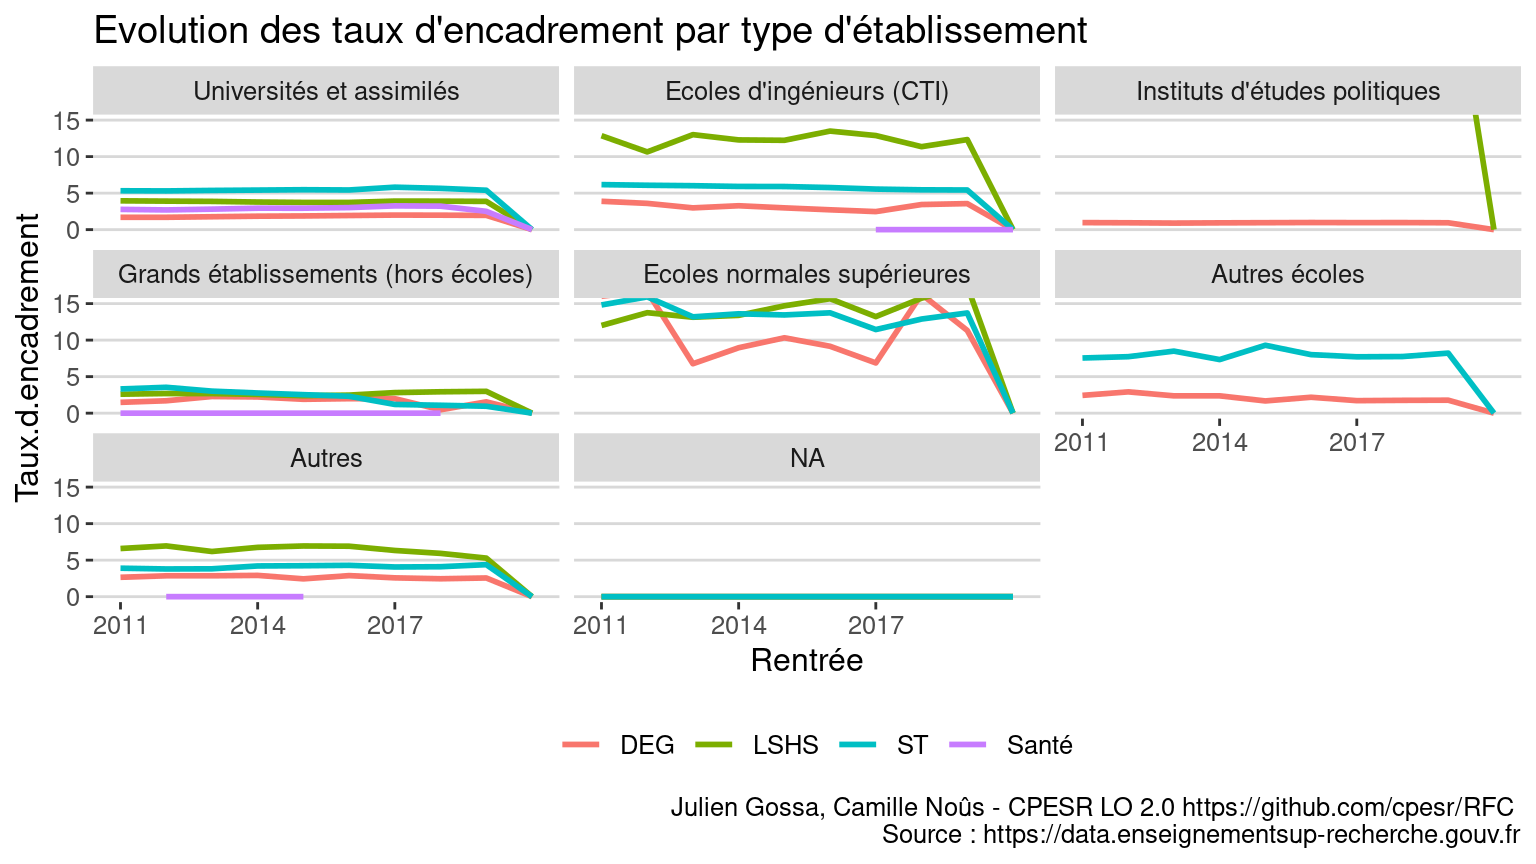 Evolution des taux d'encadrement par type d'établissement
Universités et assimilés
Ecoles d'ingénieurs (CTI)
Instituts d'études politiques
15
10
5
0
Grands établissements (hors écoles)
Ecoles normales supérieures
Autres écoles
15
10
5
0
2011 2014 2017
Autres
NA
15
10
5
0
2011 2014 2017
2011 2014 2017
Taux.d.encadrement
Rentrée
DEG LSHS ST Santé
Julien Gossa, Camille Noûs - CPESR LO 2.0 https://github.com/cpesr/RFC
Source : https://data.enseignementsup-recherche.gouv.fr